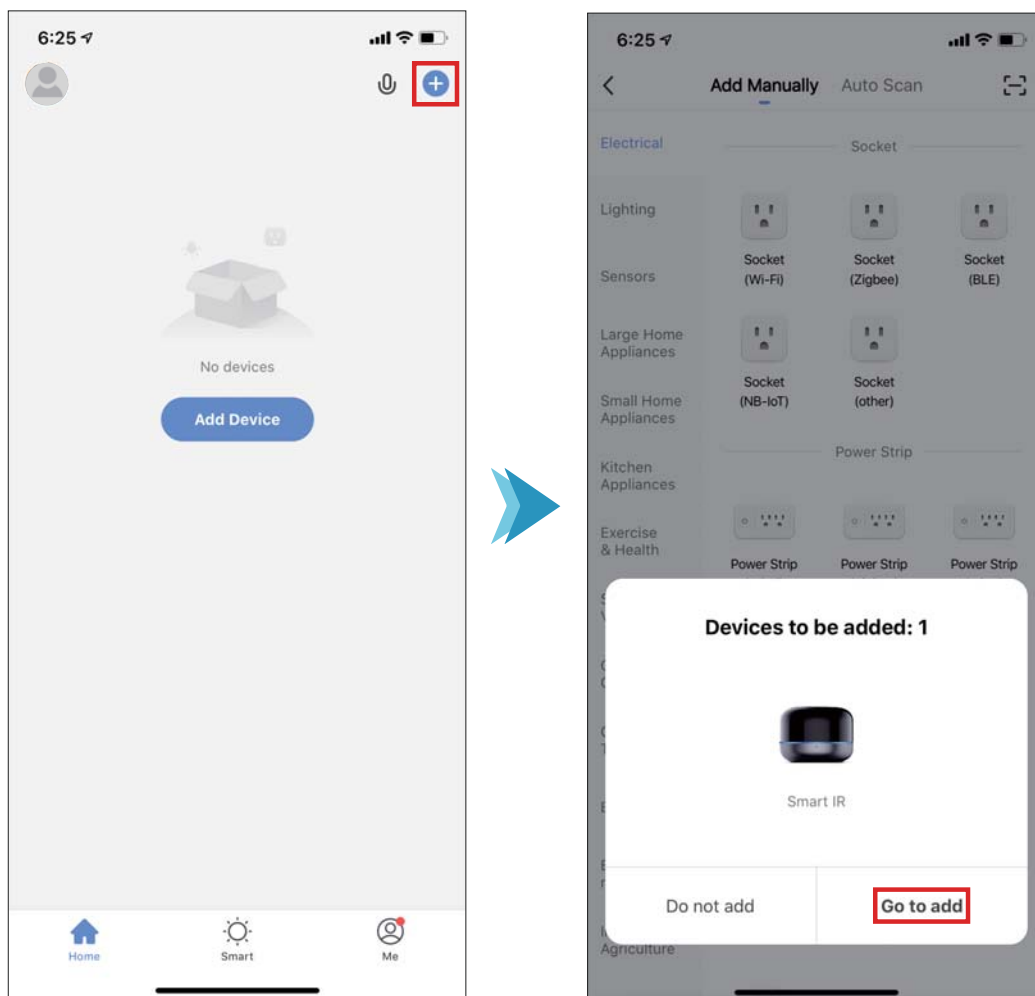 6:25
No devices
Add Device
Home
Smart
Me
6:25
Add Manually
Auto Scan
Electrical
Lighting
Sensors
Large Home
Appliances
Small Home
Appliances
Kitchen
Appliances
Exercise
& Health
Agriculture
Socket
Socket
(Wi-Fi)
Socket
(Zigbee)
Socket
(BLE)
Socket
(NB-IoT)
Socket
(other)
Power Strip
Power Strip
Power Strip
Power Strip
Devices to be added: 1
Smart IR
Do not add
Go to add